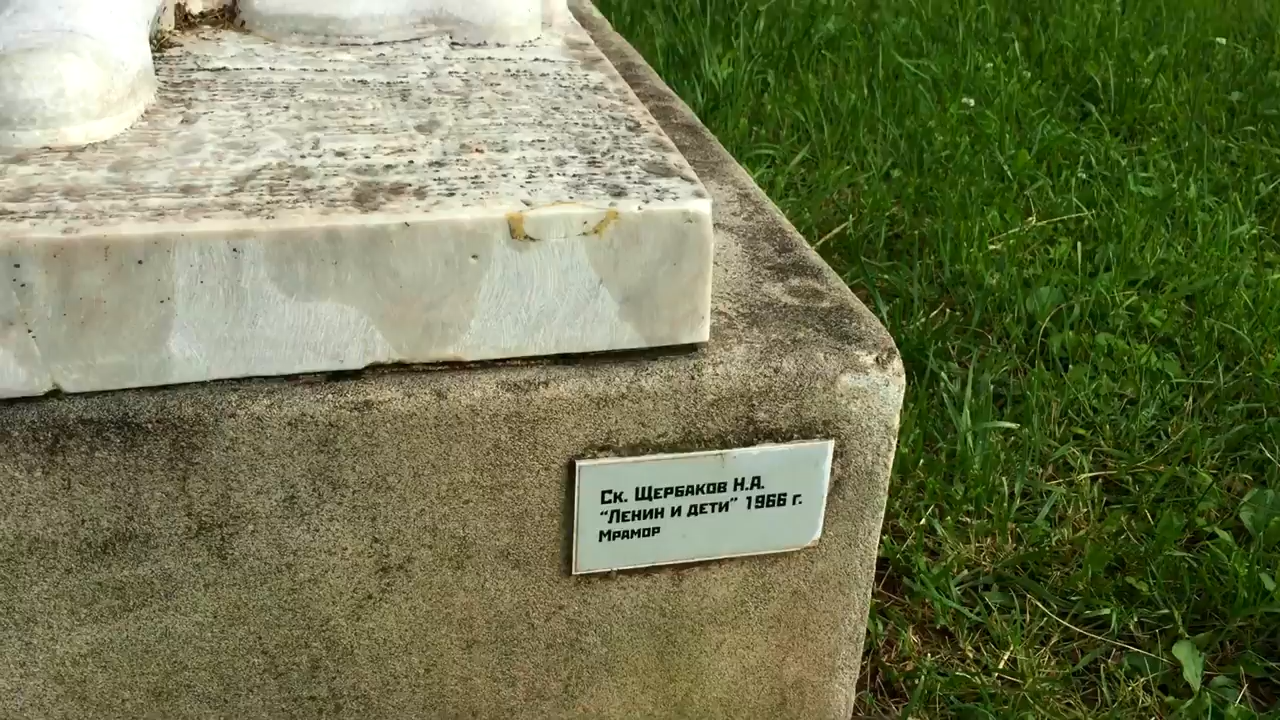 Ск. Щербаков Н.А.
“Ленин и дети” 1966 г.
Мрамор